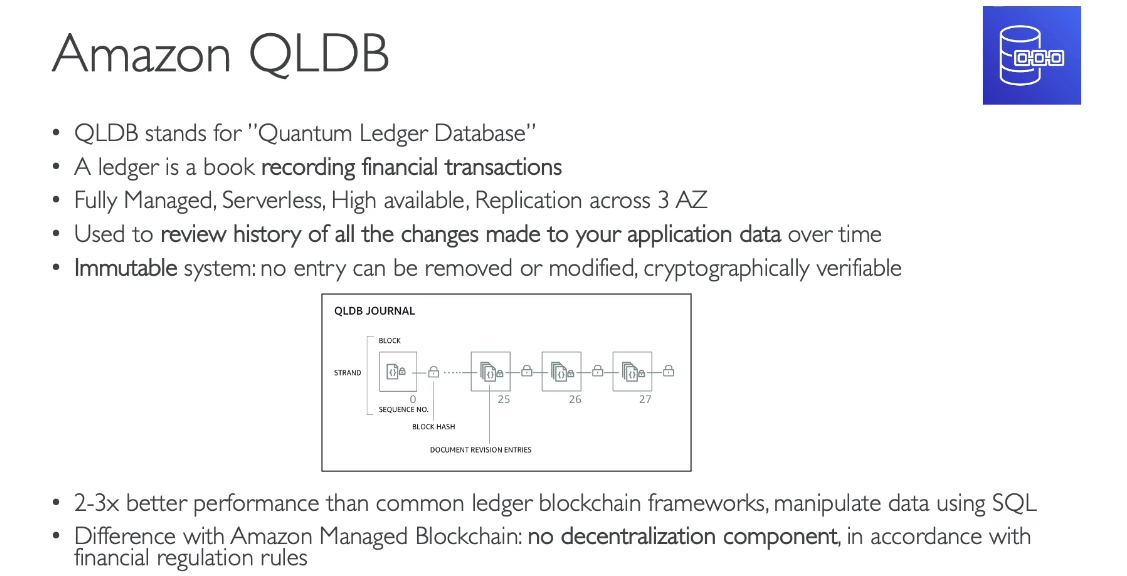 Amazon QLDB
• QLDB stands for ”Quantum Ledger Database”
• A ledger is a book recording financial transactions
• Fully Managed, Serverless, High available, Replication across 3 AZ
• Used to review history of all the changes made to your application data over time
• Immutable system: no entry can be removed or modified, cryptographically verifiable
QLDB JOURNAL
BLOCK
STRAND
0 25 26 27
SEQUENCE NO.
BLOCK HASH
DOCUMENT REVISION ENTRIES
• 2-3x better performance than common ledger blockchain frameworks, manipulate data using SQL
• Difference with Amazon Managed Blockchain: no decentralization component, in accordance with
financial regulation rules